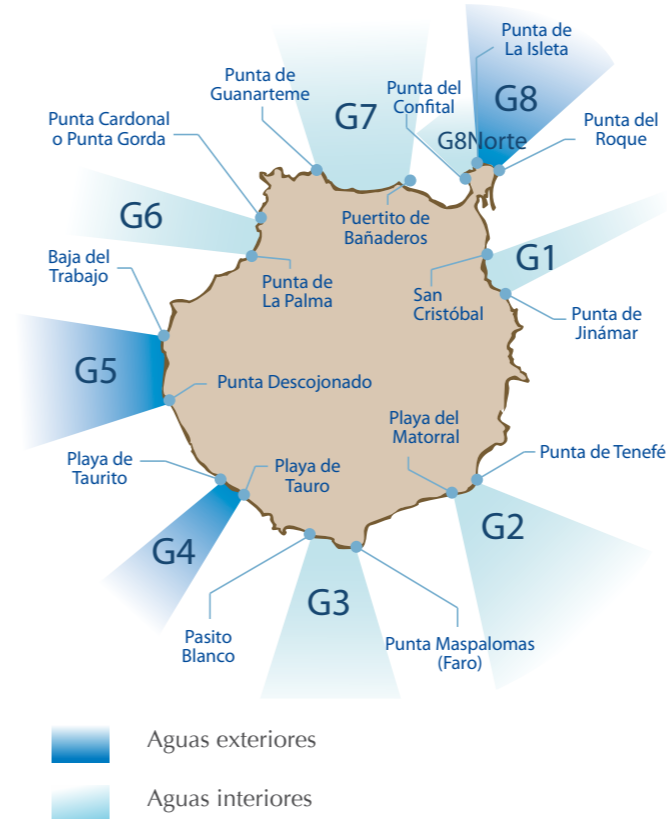 Punta de
La Isleta
Punta de
Guanarteme
Punta del
Confital
G8
G7
Punta Cardonal
o Punta Gorda
Punta del
Roque
G8Norte
G6
Puertito de
Bañaderos
Baja del
Trabajo
G1
Punta de
La Palma
San
Cristóbal
Punta de
Jinámar
G5
Punta Descojonado
Playa del
Matorral
Playa de
Taurito
Playa de
Tauro
Punta de Tenefé
G4
G2
G3
Pasito
Blanco
Punta Maspalomas
(Faro)
Aguas exteriores
Aguas interiores